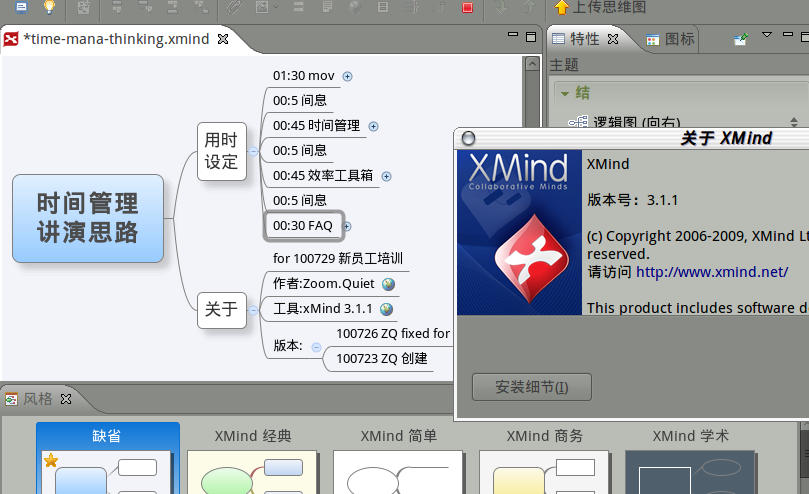 上传思维图
*time-mana-thinking.xmind
特性
图标
主题
结
逻辑图 (向右)
01:30 mov
00:5 间息
00:45 时间管理
00:5 间息
00:45 效率工具箱
00:5 间息
00:30 FAQ
用时
设定
时间管理
讲演思路
关于
for 100729 新员工培训
作者:Zoom.Quiet
工具:xMind 3.1.1
版本:
100726 ZQ fixed for
100723 ZQ 创建
关于 XMind
XMind
Collaborative Minds
XMind
版本号：3.1.1
(c) Copyright 2006-2009, XMind Lt
reserved.
请访问 http://www.xmind.net/
This product includes software d
安装细节(I)
风格
缺省
XMind 经典
XMind 简单
XMind 商务
XMind 学术